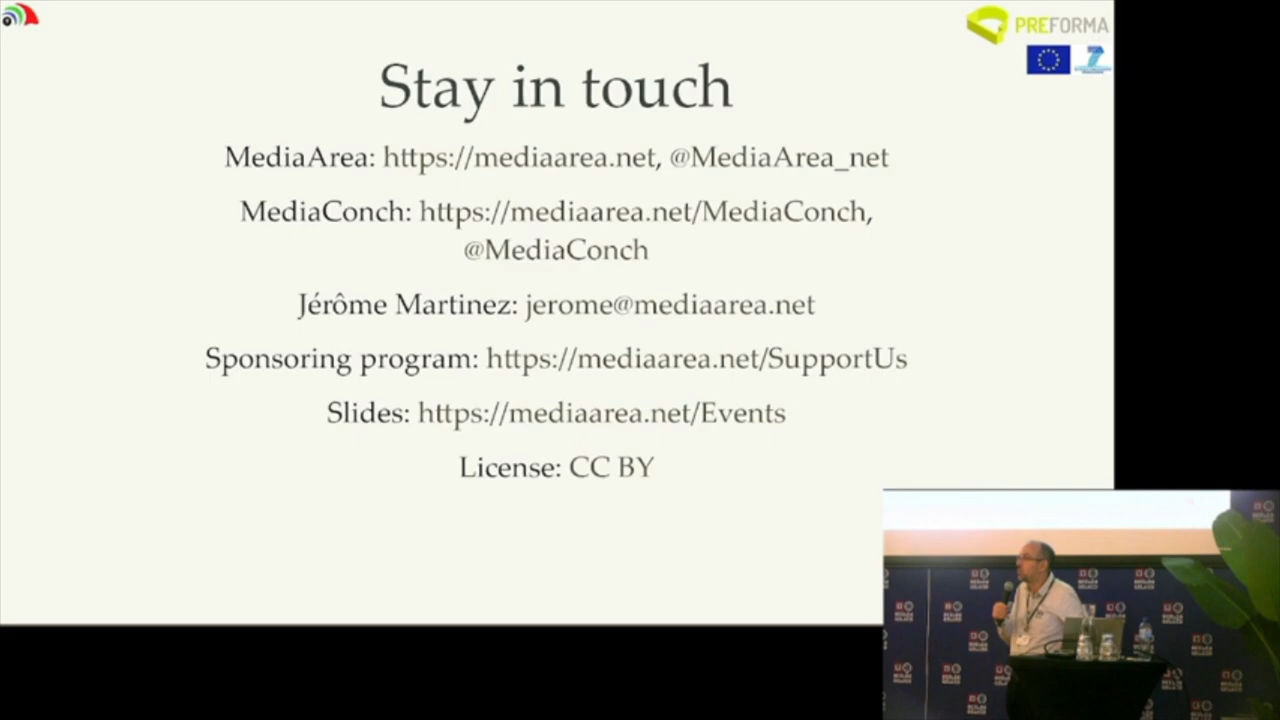 PREFORMA
Stay in touch
MediaArea: https://mediaarea.net, @MediaArea_net
MediaConch: https://mediaarea.net/MediaConch,
@MediaConch
Jérôme Martinez: jerome@mediaarea.net
Sponsoring program: https://mediaarea.net/SupportUs
Slides: https://mediaarea.net/Events
License: CC BY